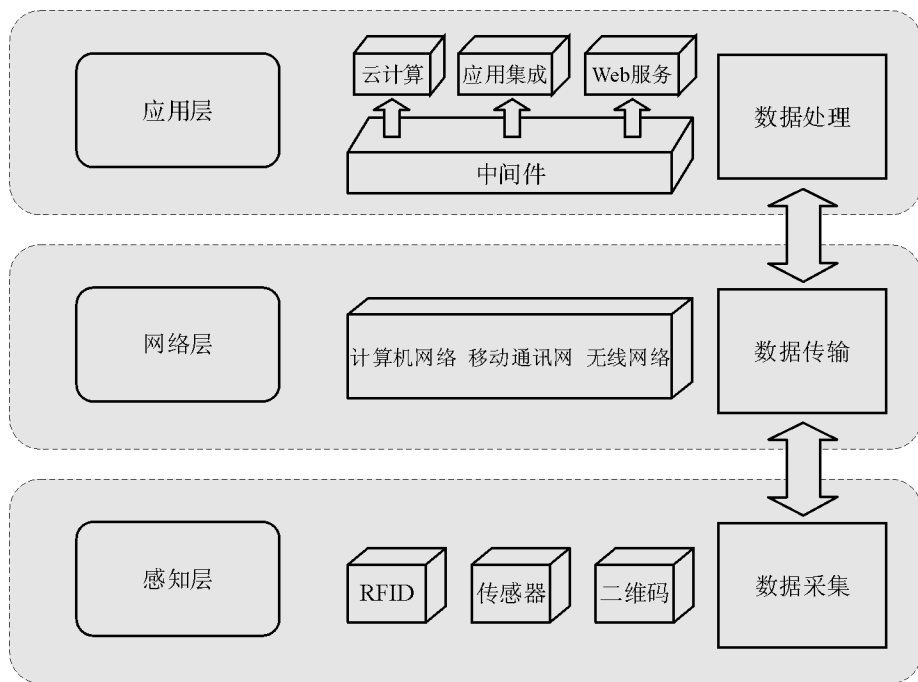 云计算 应用集成 Web服务
应用层 数据处理
中间件
网络层 计算机网络 移动通讯网 无线网络 数据传输
感知层 RFID 传感器 二维码 数据采集